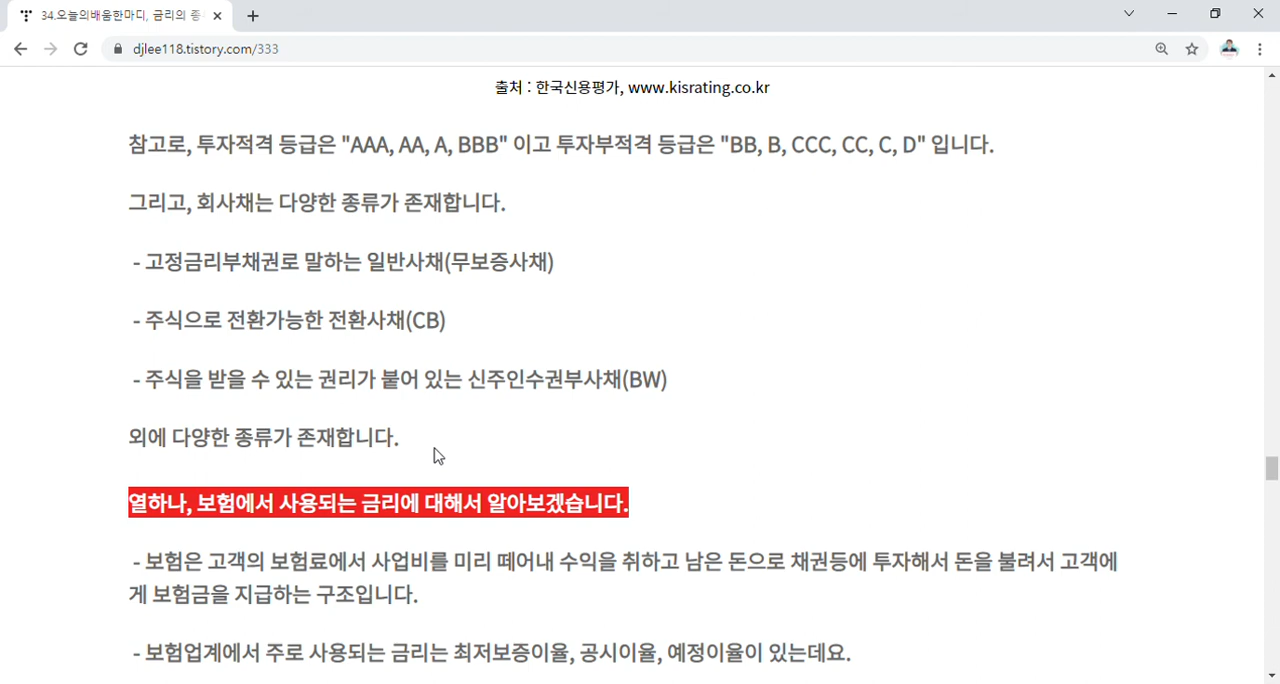 34.오늘의배움한마디, 금리의 종
djlee118.tistory.com/333
출처 : 한국신용평가, www.kisrating.co.kr
참고로, 투자적격 등급은 "AAA, AA, A, BBB" 이고 투자부적격 등급은 "BB, B, CCC, CC, C, D" 입니다.
그리고, 회사채는 다양한 종류가 존재합니다.
- 고정금리부채권로 말하는 일반사채(무보증사채)
- 주식으로 전환가능한 전환사채(CB)
- 주식을 받을 수 있는 권리가 붙어 있는 신주인수권부사채(BW)
외에 다양한 종류가 존재합니다.
열하나, 보험에서 사용되는 금리에 대해서 알아보겠습니다.
- 보험은 고객의 보험료에서 사업비를 미리 떼어내 수익을 취하고 남은 돈으로 채권등에 투자해서 돈을 불려서 고객에
게 보험금을 지급하는 구조입니다.
- 보험업계에서 주로 사용되는 금리는 최저보증이율, 공시이율, 예정이율이 있는데요.